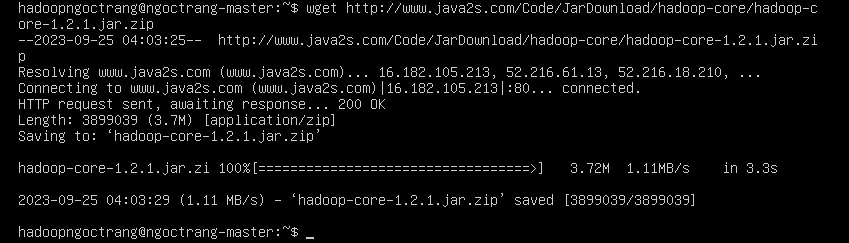 hadoopngoctrang@ngoctrang-master:~$ wget http://www.java2s.com/Code/JarDownload/hadoop-core/hadoop-c
ore-1.2.1.jar.zip
--2023-09-25 04:03:25--  http://www.java2s.com/Code/JarDownload/hadoop-core/hadoop-core-1.2.1.jar.zi
p
Resolving www.java2s.com (www.java2s.com)... 16.182.105.213, 52.216.61.13, 52.216.18.210, ...
Connecting to www.java2s.com (www.java2s.com)|16.182.105.213|:80... connected.
HTTP request sent, awaiting response... 200 OK
Length: 3899039 (3.7M) [application/zip]
Saving to: ‘hadoop-core-1.2.1.jar.zip’
hadoop-core-1.2.1.jar.zi 100%[==================================>]   3.72M  1.11MB/s    in 3.3s
2023-09-25 04:03:29 (1.11 MB/s) – ‘hadoop-core-1.2.1.jar.zip’ saved [3899039/3899039]
hadoopngoctrang@ngoctrang-master:~$ _